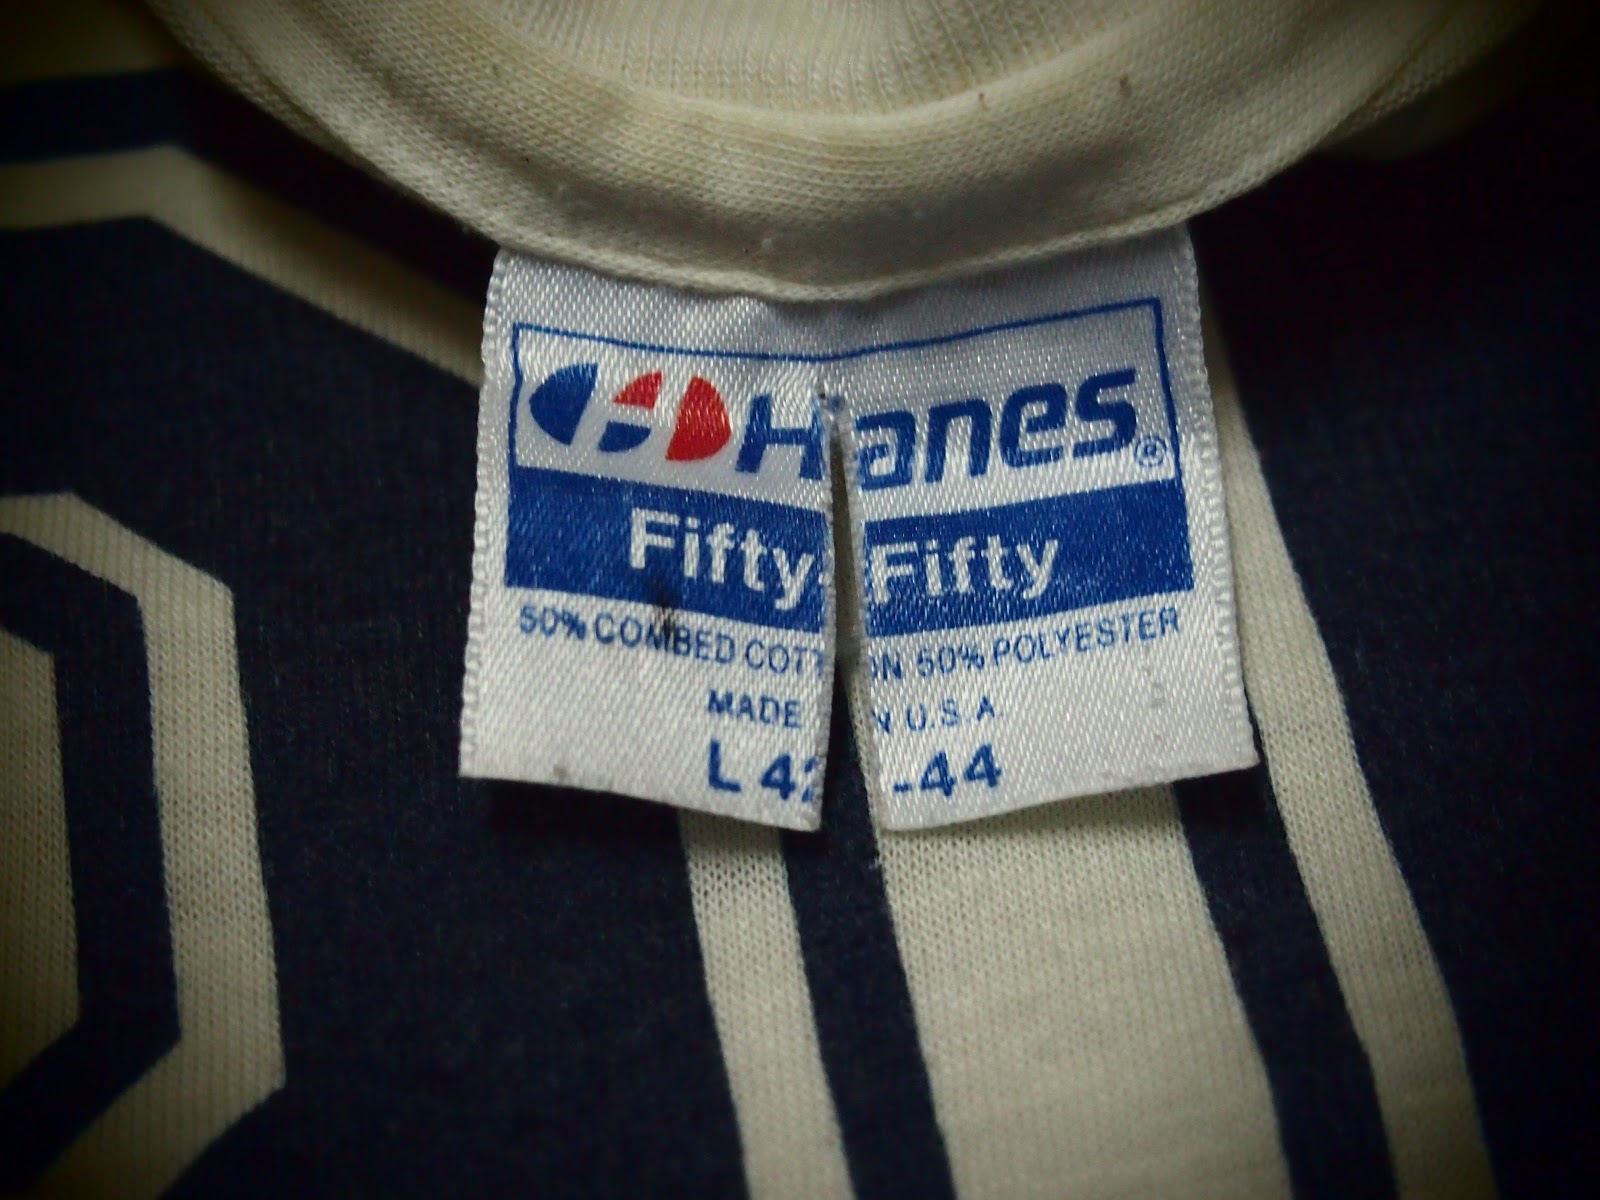 Hanes®
Fifty-Fifty
50% COMBED COTTON 50% POLYESTER
MADE IN U.S.A.
L 42-44